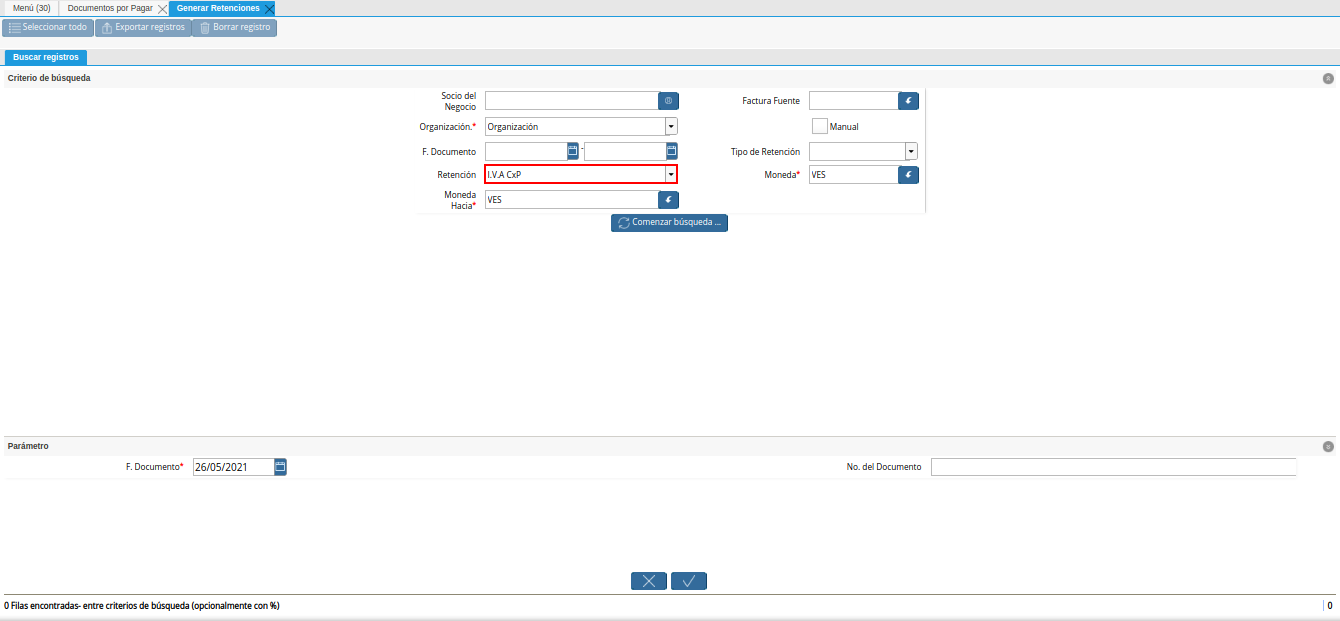 Menú (30) Documentos por Pagar Generar Retenciones
Seleccionar todo Exportar registros Borrar registro
Buscar registros
Criterio de búsqueda
Socio del
Negocio
Factura Fuente
Organización.* Organización
Manual
F. Documento -
Tipo de Retención
Retención I.V.A CxP
Moneda* VES
Moneda
Hacia* VES
Comenzar búsqueda ...
Parámetro
F. Documento* 26/05/2021
No. del Documento
0 Filas encontradas- entre criterios de búsqueda (opcionalmente con %)
0